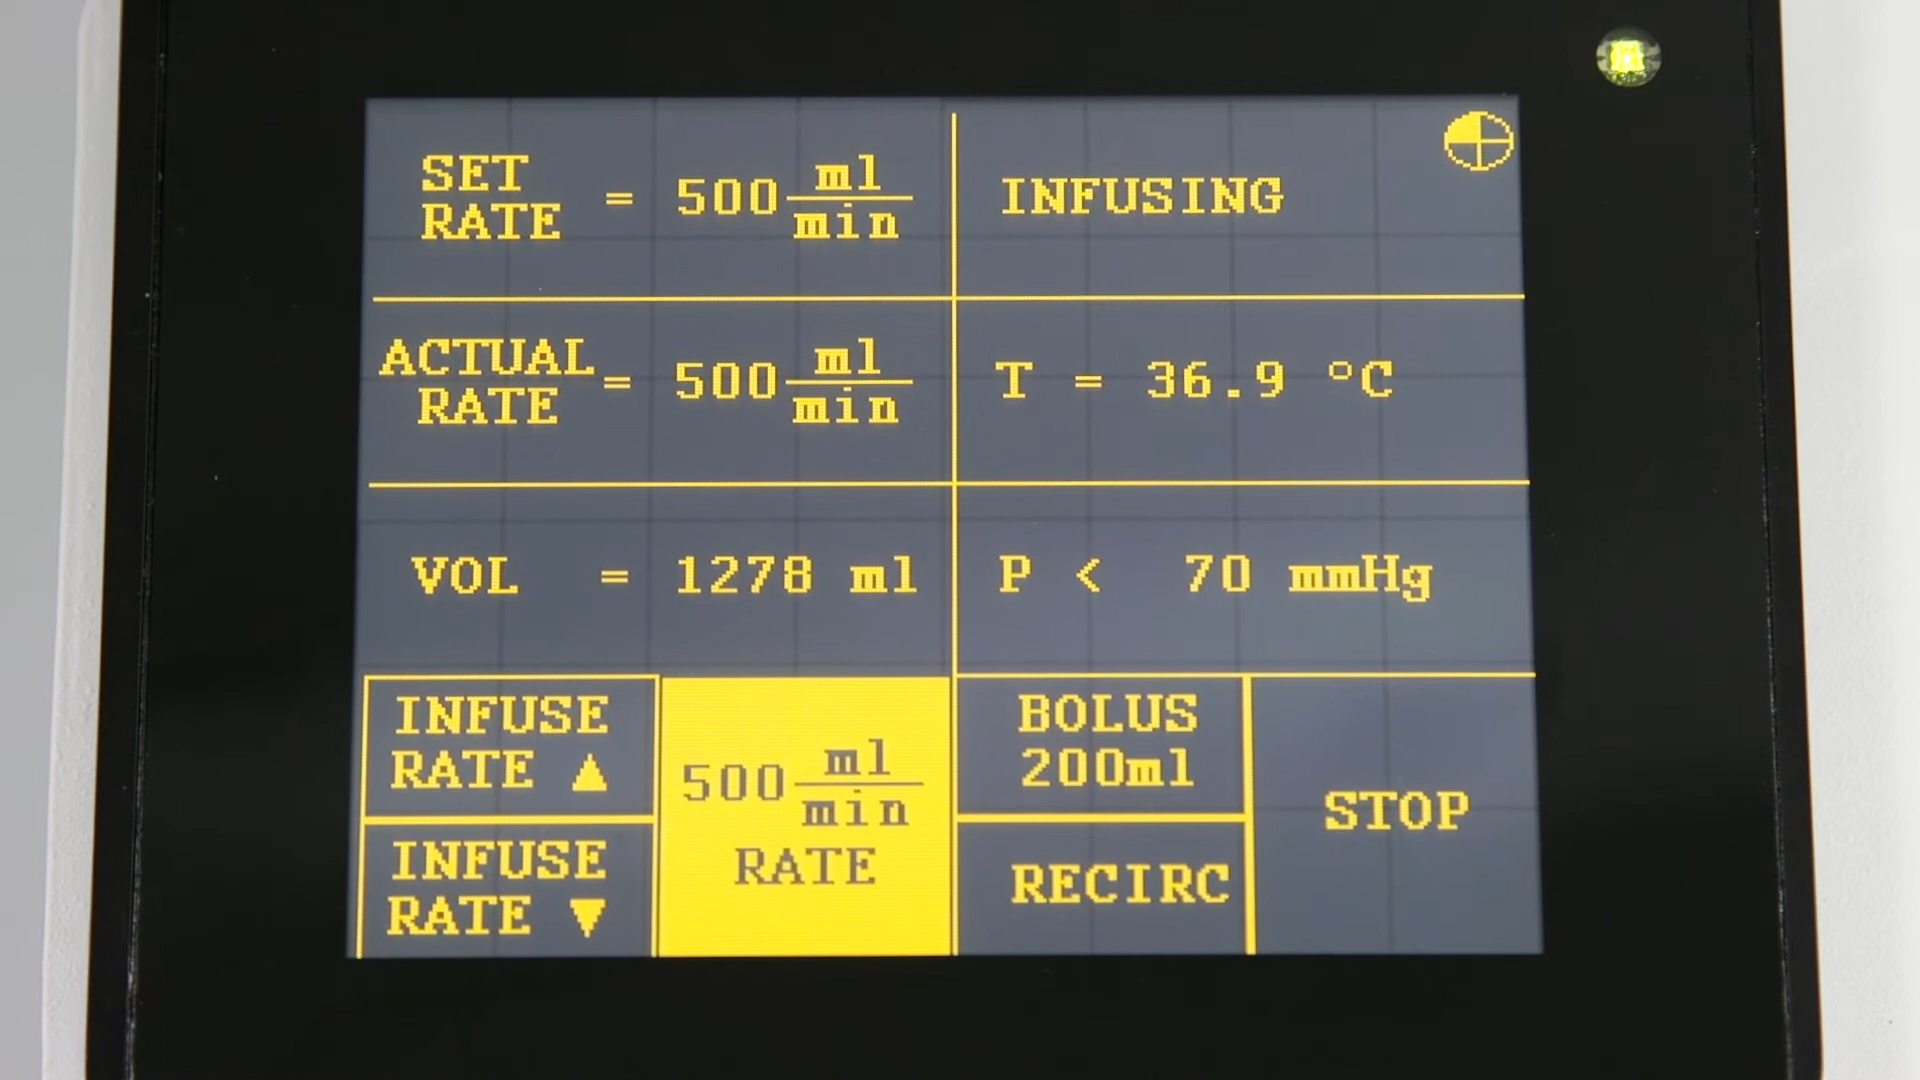 SET RATE = 500 ml/min
INFUSING
ACTUAL RATE = 500 ml/min
T = 36.9 °C
VOL = 1278 ml
P < 70 mmHg
INFUSE
RATE ▲
INFUSE
RATE ▼
500 ml/min
RATE
BOLUS
200ml
RECIRC
STOP